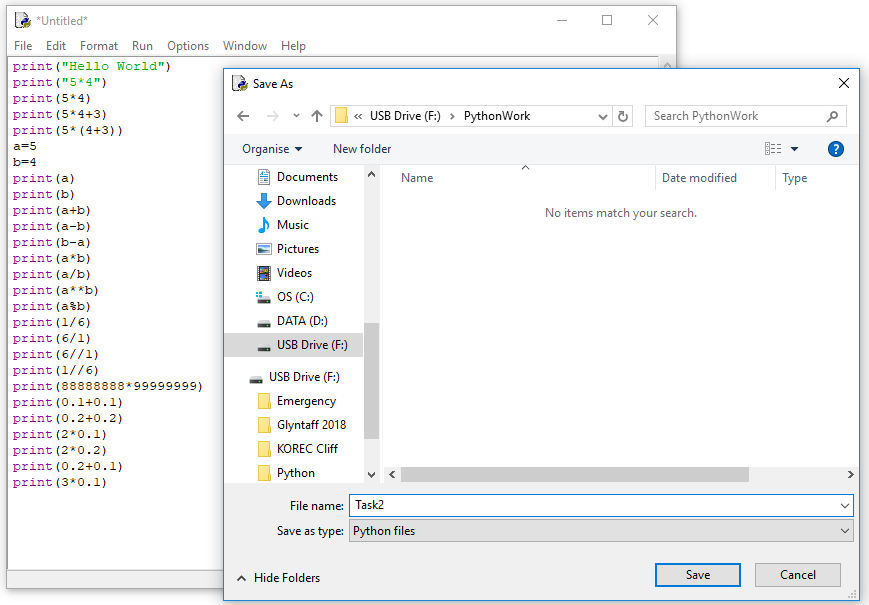 *Untitled*
File Edit Format Run Options Window Help
print("Hello World")
print("5*4")
print(5*4)
print(5*4+3)
print(5*(4+3))
a=5
b=4
print(a)
print(b)
print(a+b)
print(a-b)
print(b-a)
print(a*b)
print(a/b)
print(a**b)
print(a%b)
print(1/6)
print(6/1)
print(6//1)
print(1//6)
print(88888888*99999999)
print(0.1+0.1)
print(0.2+0.2)
print(2*0.1)
print(2*0.2)
print(0.2+0.1)
print(3*0.1)
Save As
« USB Drive (F:) > PythonWork
Search PythonWork
Organise New folder
Documents
Downloads
Music
Pictures
Videos
OS (C:)
DATA (D:)
USB Drive (F:)
USB Drive (F:)
Emergency
Glyntaff 2018
KOREC Cliff
Python
Name Date modified Type
No items match your search.
File name: Task2
Save as type: Python files
Hide Folders
Save Cancel